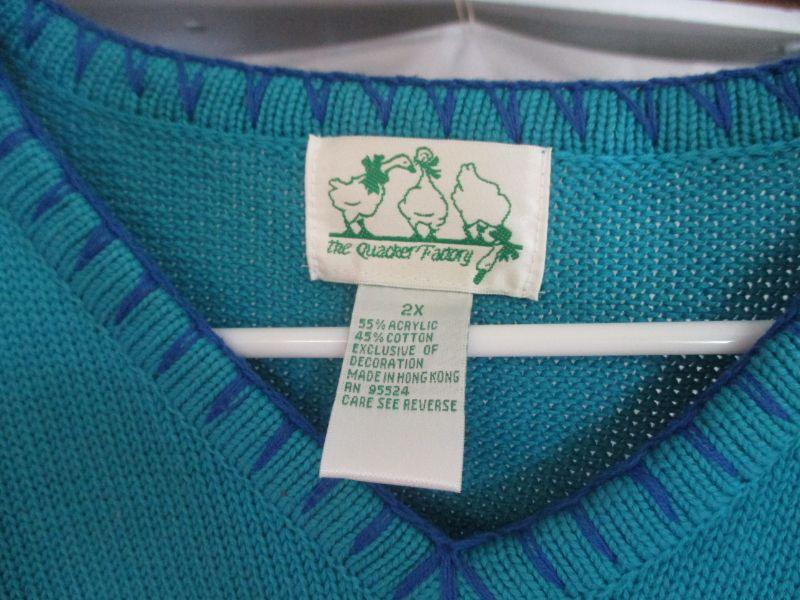 the Quacker Factory
2X
55% ACRYLIC
45% COTTON
EXCLUSIVE OF
DECORATION
MADE IN HONG KONG
RN 95524
CARE SEE REVERSE